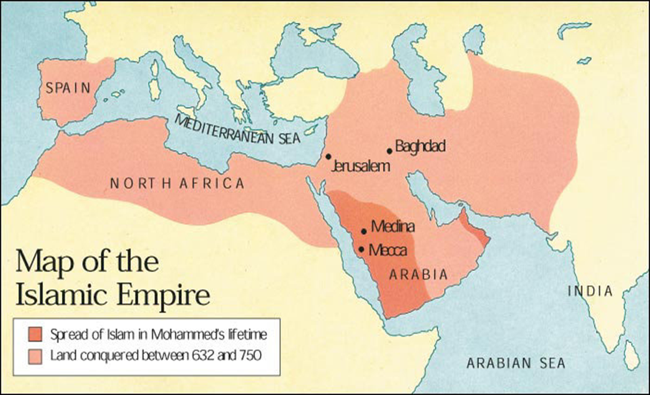 SPAIN
MEDITERRANEAN SEA
Baghdad
Jerusalem
NORTH AFRICA
Medina
Mecca
ARABIA
INDIA
ARABIAN SEA
Map of the
Islamic Empire
Spread of Islam in Mohammed's lifetime
Land conquered between 632 and 750